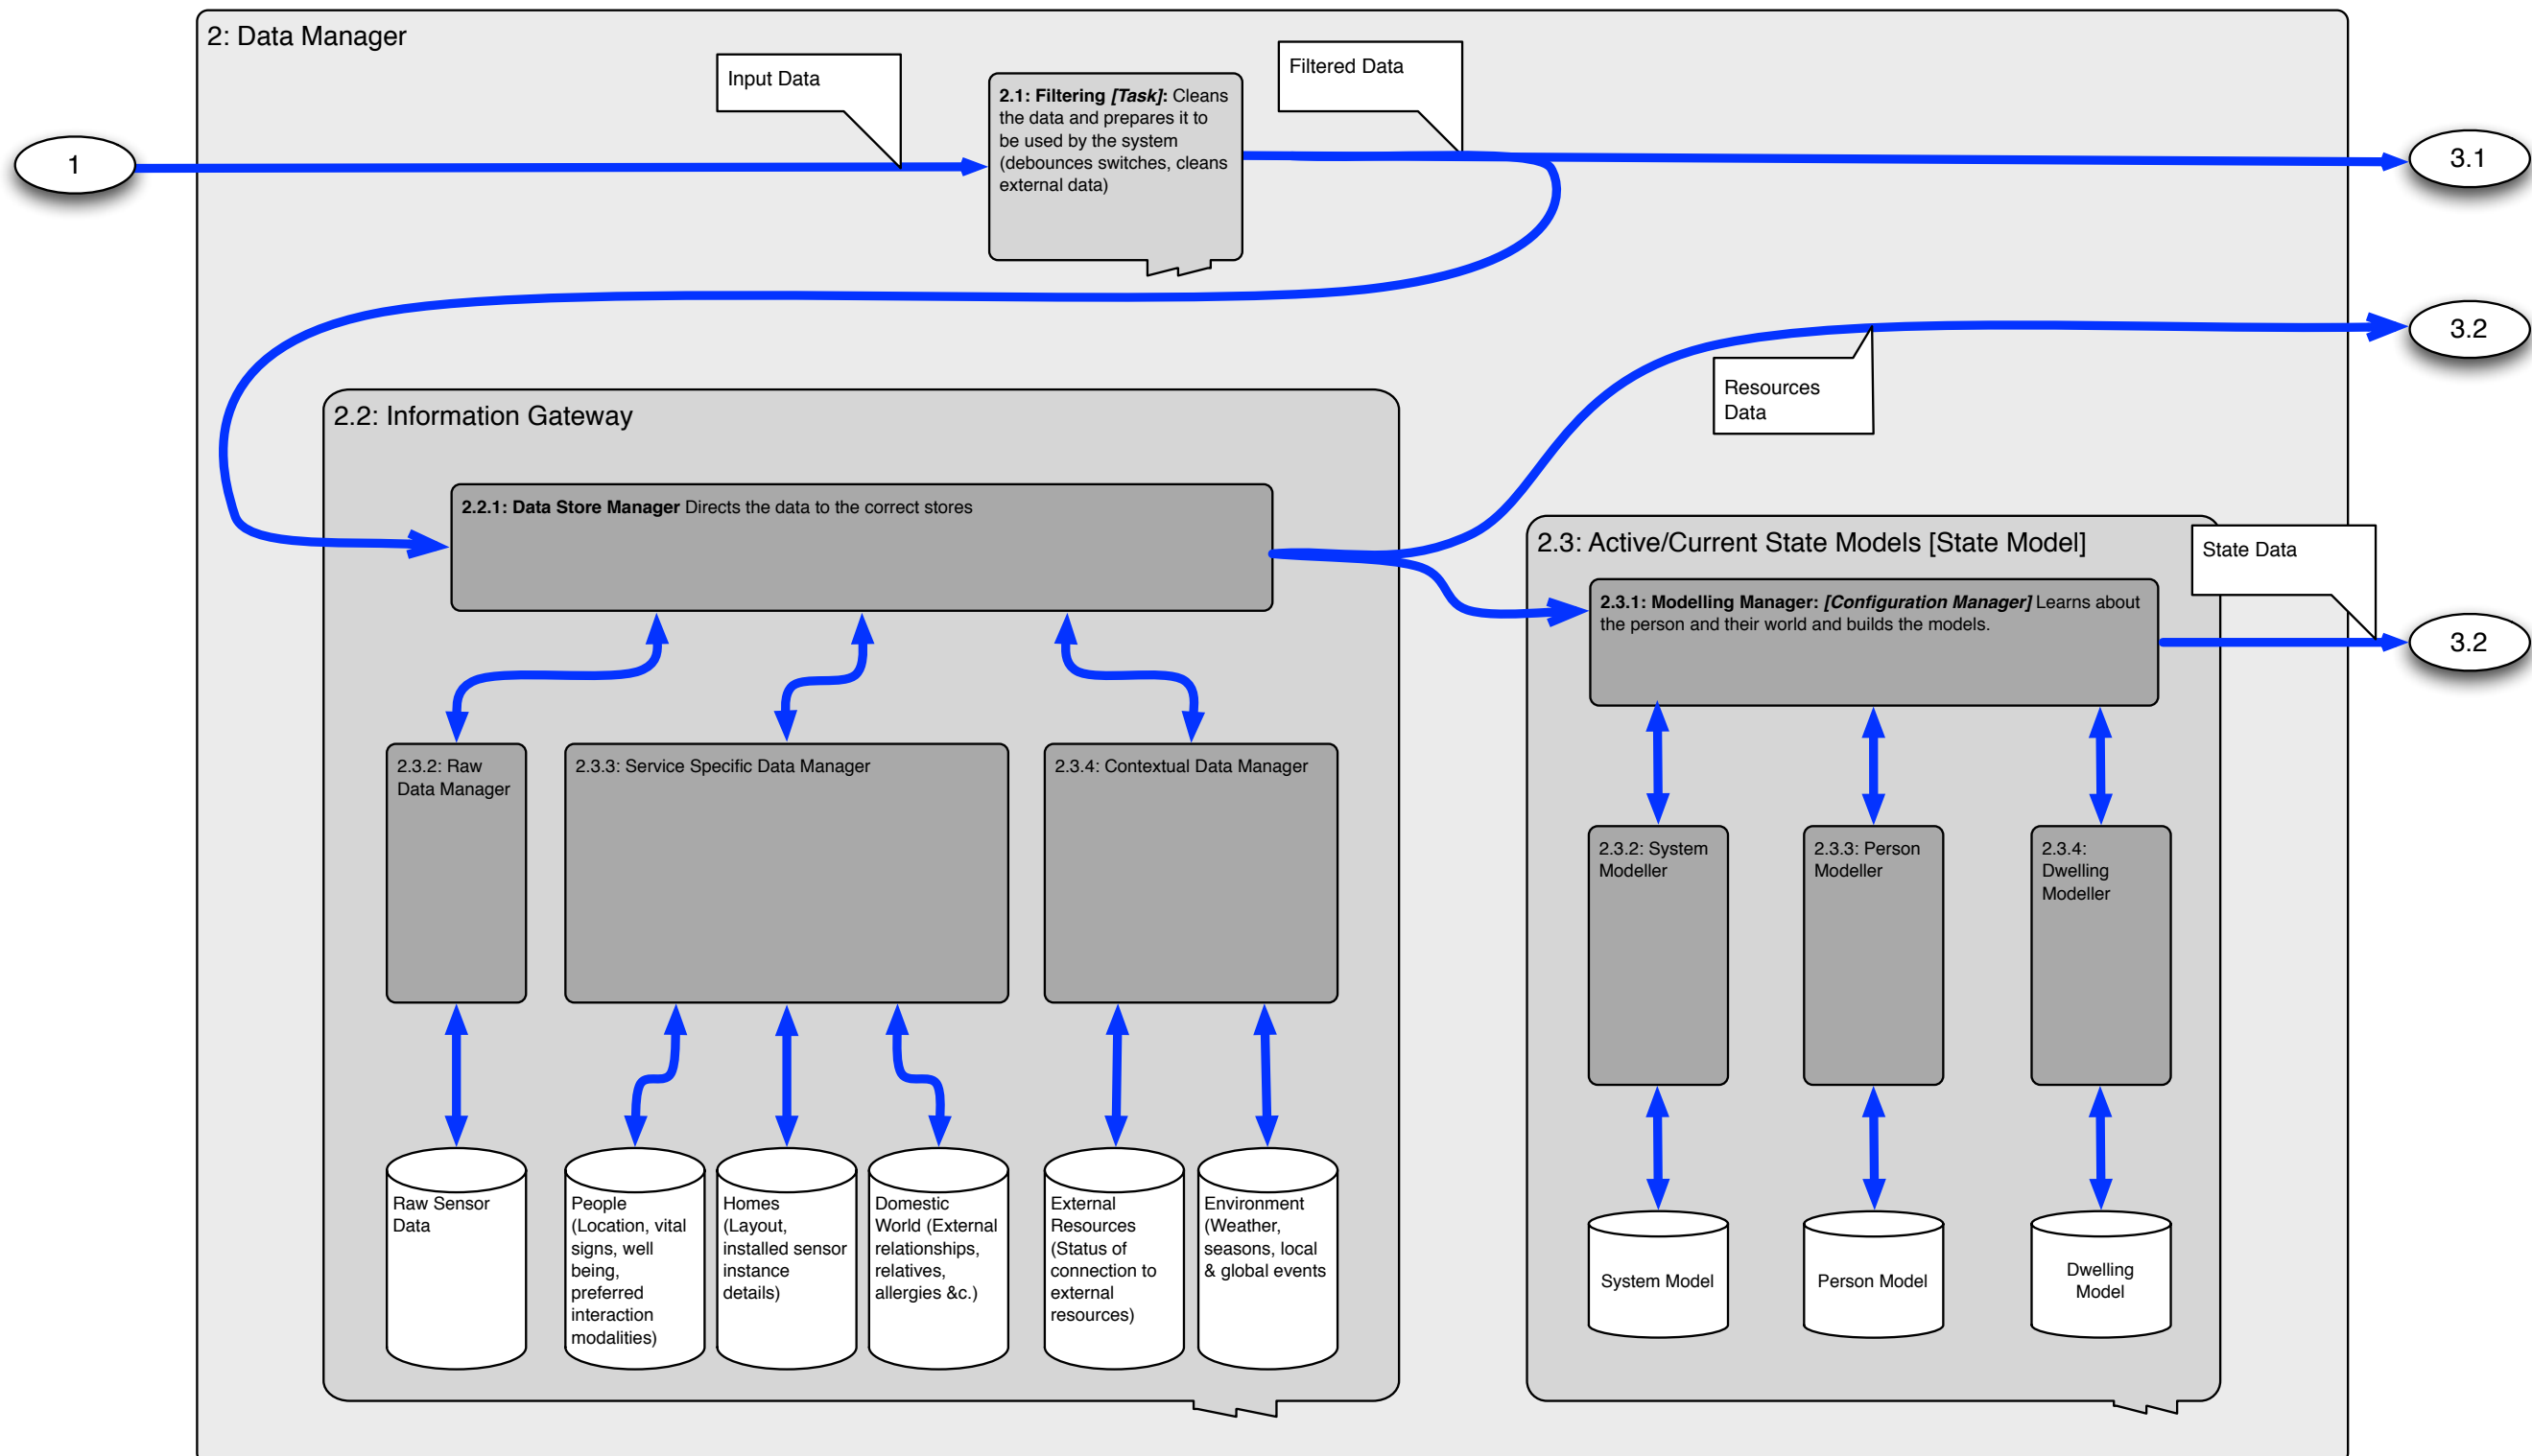 2: Data Manager
Input Data
Filtered Data
2.1: Filtering [Task]: Cleans
the data and prepares it to
be used by the system
(debounces switches, cleans
external data)
1
3.1
3.2
Resources
Data
2.2: Information Gateway
2.2.1: Data Store Manager Directs the data to the correct stores
2.3: Active/Current State Models [State Model]
State Data
2.3.1: Modelling Manager: [Configuration Manager] Learns about
the person and their world and builds the models.
3.2
2.3.2: Raw
Data Manager
2.3.3: Service Specific Data Manager
2.3.4: Contextual Data Manager
2.3.2: System
Modeller
2.3.3: Person
Modeller
2.3.4:
Dwelling
Modeller
Raw Sensor
Data
People
(Location, vital
signs, well
being,
preferred
interaction
modalities)
Homes
(Layout,
installed sensor
instance
details)
Domestic
World (External
relationships,
relatives,
allergies &c.)
External
Resources
(Status of
connection to
external
resources)
Environment
(Weather,
seasons, local
& global events
System Model
Person Model
Dwelling
Model